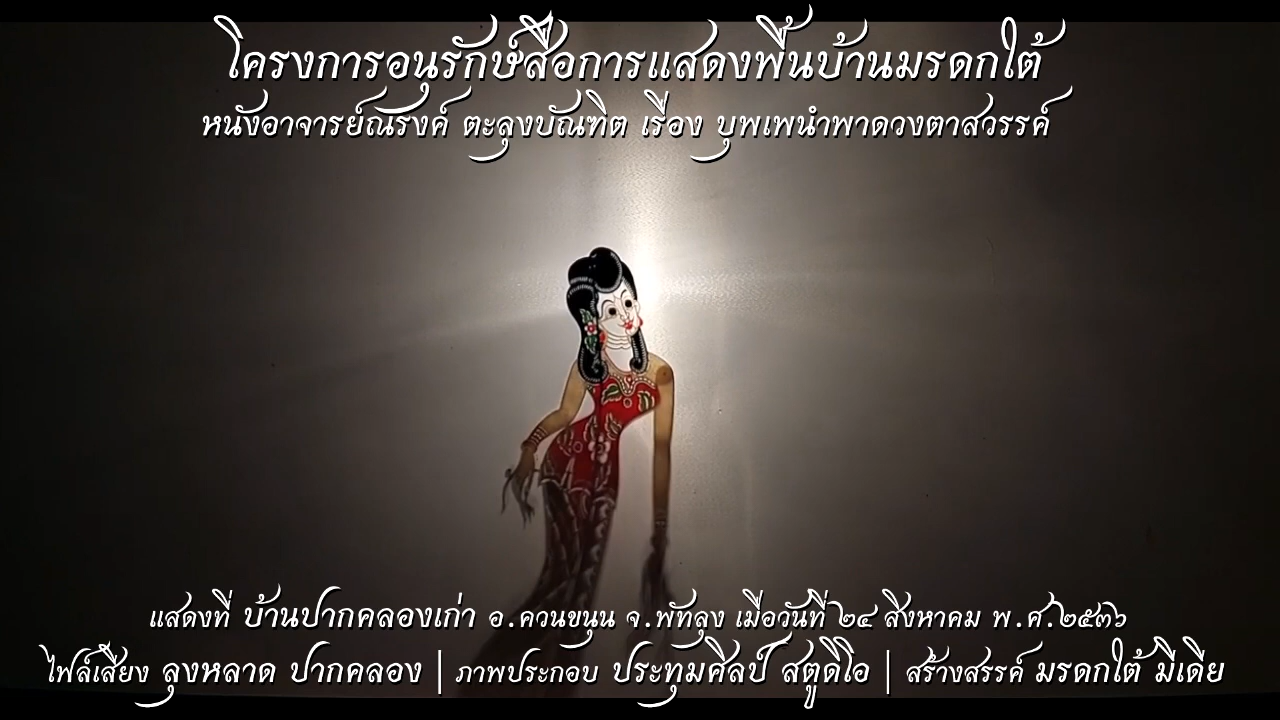 โครงการอนุรักษ์สื่อการแสดงพื้นบ้านมรดกใต้
หนังอาจารย์ณรงค์ ตะลุงบัณฑิต เรื่อง บุพเพนำพาดวงตาสวรรค์
แสดงที่ บ้านปากคลองเก่า อ.ควนขนุน จ.พัทลุง เมื่อวันที่ ๒๔ สิงหาคม พ.ศ.๒๕๓๖
ไฟล์เสียง ลุงหลาด ปากคลอง | ภาพประกอบ ประทุมศิลป์ สตูดิโอ | สร้างสรรค์ มรดกใต้ มีเดีย